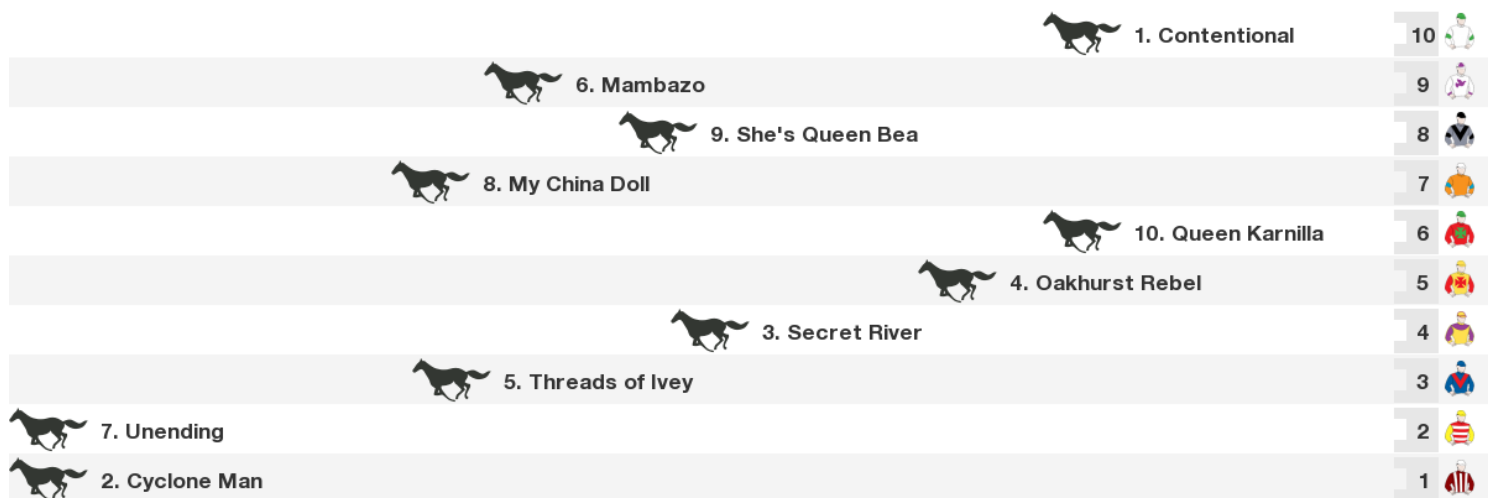 1. Contentional 10
6. Mambazo 9
9. She's Queen Bea 8
8. My China Doll 7
10. Queen Karnilla 6
4. Oakhurst Rebel 5
3. Secret River 4
5. Threads of Ivey 3
7. Unending 2
2. Cyclone Man 1